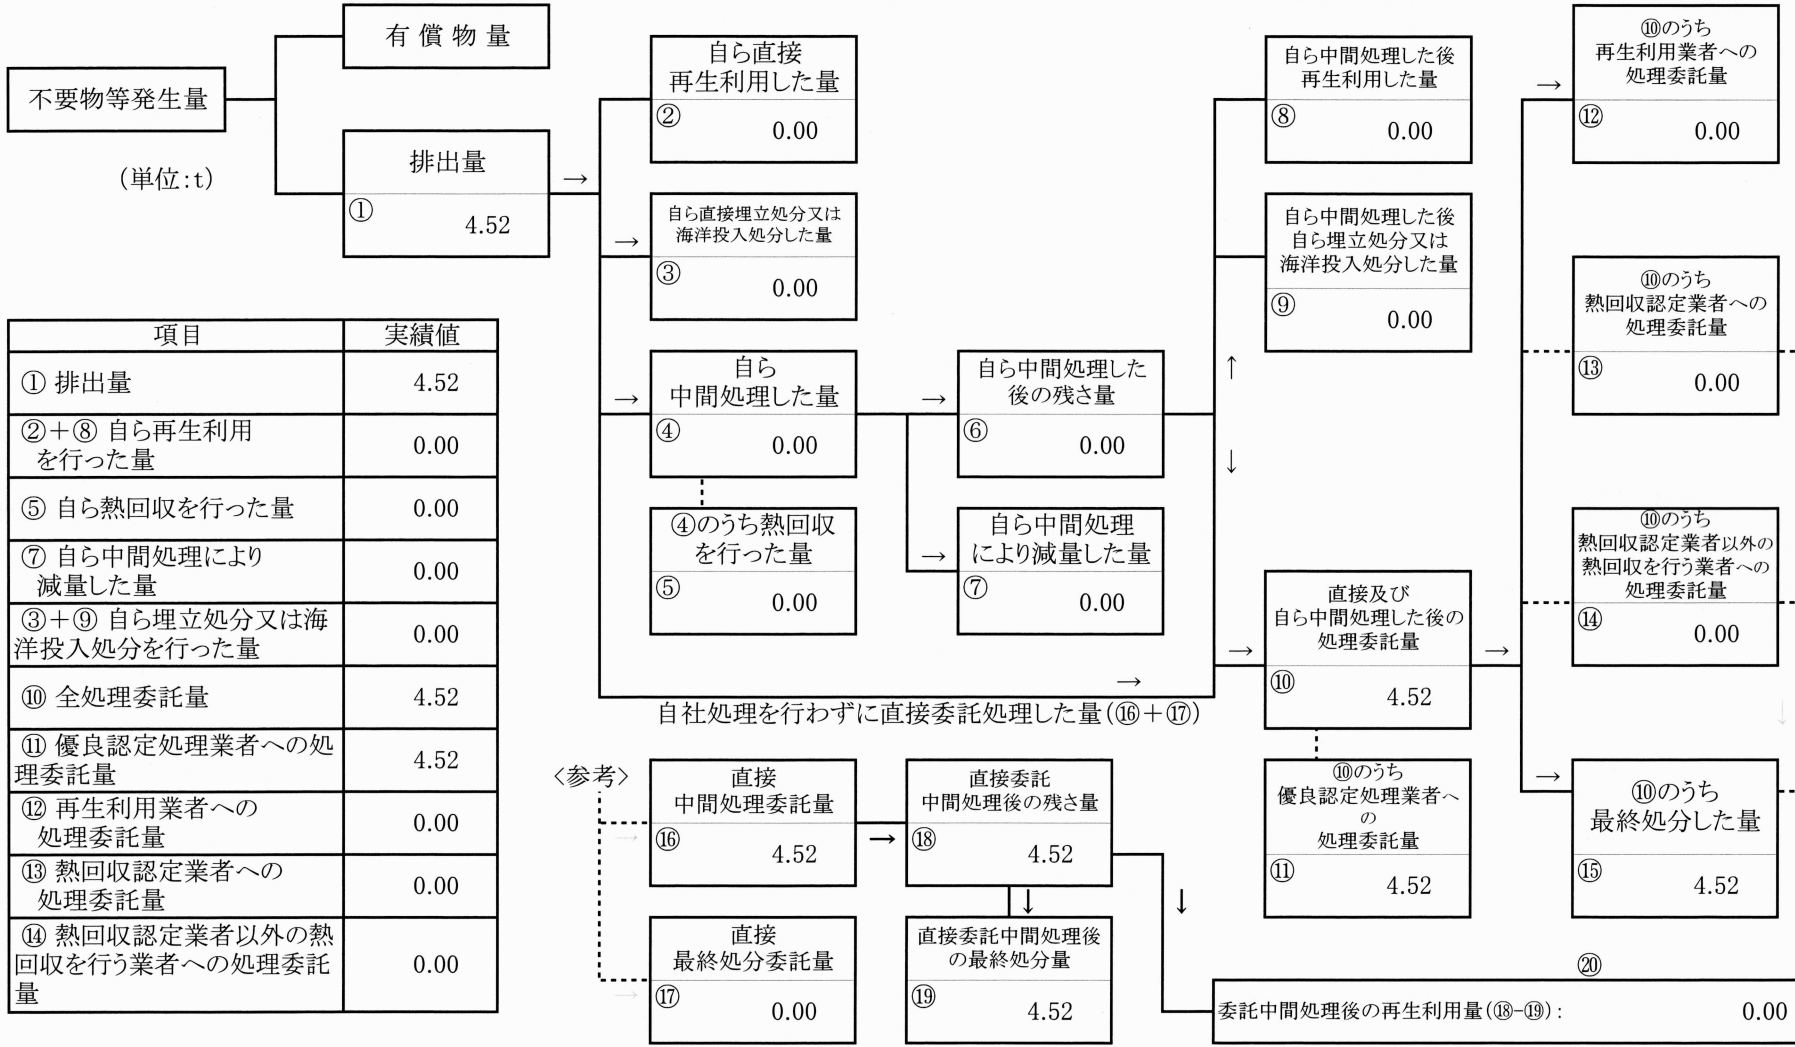 不要物等発生量
(単位:t)
有償物量
排出量
①
4.52
自ら直接
再生利用した量
②
0.00
自ら直接埋立処分又は
海洋投入処分した量
③
0.00
自ら
中間処理した量
④
0.00
④のうち熱回収
を行った量
⑤
0.00
自ら中間処理した
後の残さ量
⑥
0.00
自ら中間処理
により減量した量
⑦
0.00
自ら中間処理した後
再生利用した量
⑧
0.00
自ら中間処理した後
自ら埋立処分又は
海洋投入処分した量
⑨
0.00
直接及び
自ら中間処理した後の
処理委託量
⑩
4.52
⑩のうち
優良認定処理業者へ
の
処理委託量
⑪
4.52
⑩のうち
再生利用業者への
処理委託量
⑫
0.00
⑩のうち
熱回収認定業者への
処理委託量
⑬
0.00
⑩のうち
熱回収認定業者以外の
熱回収を行う業者への
処理委託量
⑭
0.00
⑩のうち
最終処分した量
⑮
4.52
自社処理を行わずに直接委託処理した量(⑯+⑰)
〈参考〉
直接
中間処理委託量
⑯
4.52
直接
最終処分委託量
⑰
0.00
直接委託
中間処理後の残さ量
⑱
4.52
直接委託中間処理後
の最終処分量
⑲
4.52
⑳
委託中間処理後の再生利用量(⑱-⑲): 0.00
項目 実績値
① 排出量 4.52
②+⑧ 自ら再生利用
を行った量 0.00
⑤ 自ら熱回収を行った量 0.00
⑦ 自ら中間処理により
減量した量 0.00
③+⑨ 自ら埋立処分又は海
洋投入処分を行った量 0.00
⑩ 全処理委託量 4.52
⑪ 優良認定処理業者への処
理委託量 4.52
⑫ 再生利用業者への
処理委託量 0.00
⑬ 熱回収認定業者への
処理委託量 0.00
⑭ 熱回収認定業者以外の熱
回収を行う業者への処理委託
量 0.00